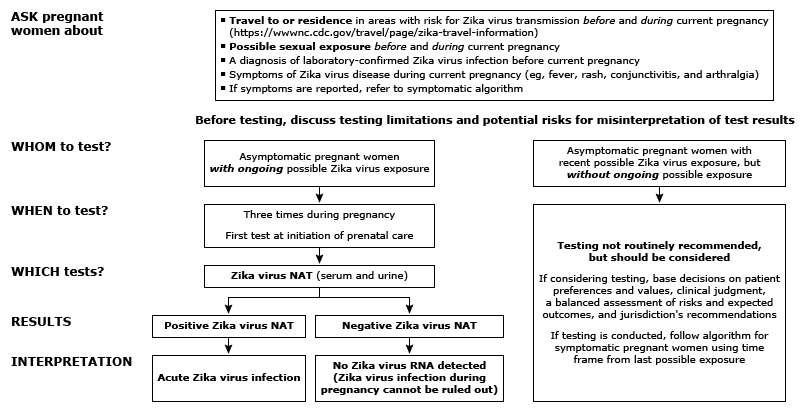 ASK pregnant
women about
▪ Travel to or residence in areas with risk for Zika virus transmission before and during current pregnancy
(https://wwwnc.cdc.gov/travel/page/zika-travel-information)
▪ Possible sexual exposure before and during current pregnancy
▪ A diagnosis of laboratory-confirmed Zika virus infection before current pregnancy
▪ Symptoms of Zika virus disease during current pregnancy (eg, fever, rash, conjunctivitis, and arthralgia)
▪ If symptoms are reported, refer to symptomatic algorithm
Before testing, discuss testing limitations and potential risks for misinterpretation of test results
WHOM to test?
Asymptomatic pregnant women
with ongoing possible Zika virus exposure
Asymptomatic pregnant women with
recent possible Zika virus exposure, but
without ongoing possible exposure
WHEN to test?
Three times during pregnancy
First test at initiation of prenatal care
Testing not routinely recommended,
but should be considered
If considering testing, base decisions on patient
preferences and values, clinical judgment,
a balanced assessment of risks and expected
outcomes, and jurisdiction's recommendations
If testing is conducted, follow algorithm for
symptomatic pregnant women using time
frame from last possible exposure
WHICH tests?
Zika virus NAT (serum and urine)
RESULTS
Positive Zika virus NAT
Negative Zika virus NAT
INTERPRETATION
Acute Zika virus infection
No Zika virus RNA detected
(Zika virus infection during
pregnancy cannot be ruled out)